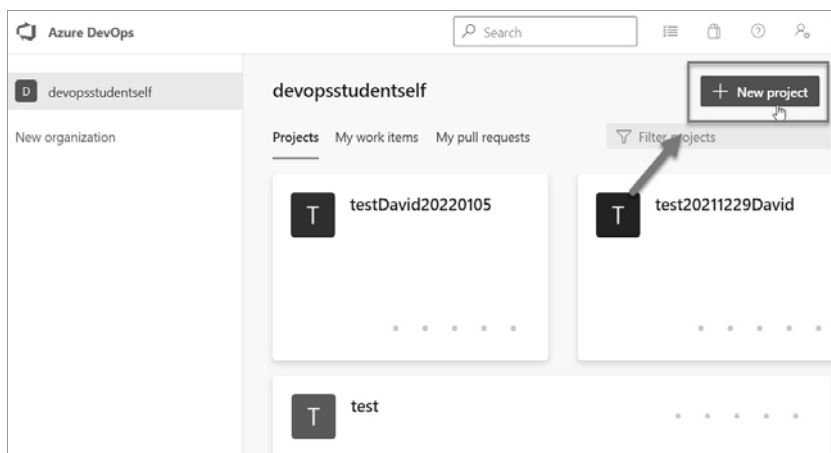 Azure DevOps
Search
D devopsstudentself
New organization
devopsstudentself
+ New project
Projects My work items My pull requests
Filter projects
T testDavid20220105
T test20211229David
T test